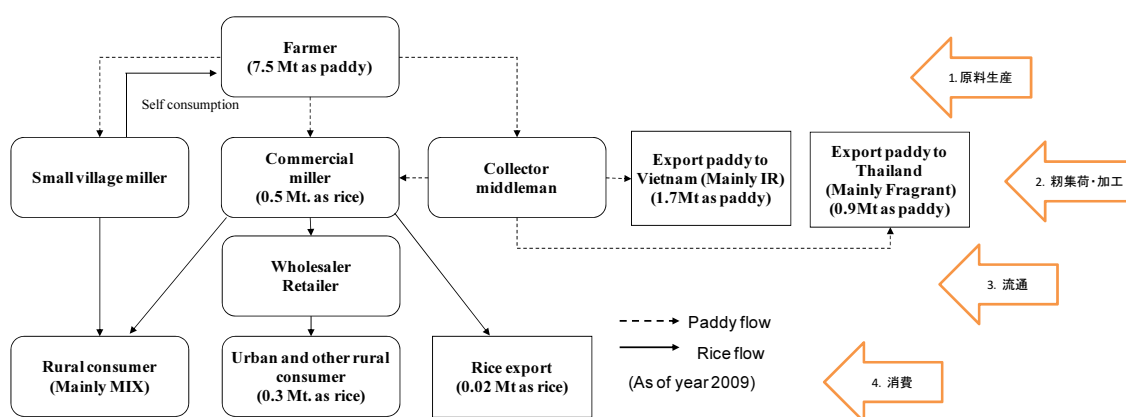 Farmer
(7.5 Mt as paddy)
1. 原料生産
Self consumption
Small village miller
Commercial
miller
(0.5 Mt. as rice)
Collector
middleman
Export paddy to
Vietnam (Mainly IR)
(1.7Mt as paddy)
Export paddy to
Thailand
(Mainly Fragrant)
(0.9Mt as paddy)
2. 籾集荷・加工
Wholesaler
Retailer
3. 流通
Paddy flow
Rice flow
(As of year 2009)
Rural consumer
(Mainly MIX)
Urban and other rural
consumer
(0.3 Mt. as rice)
Rice export
(0.02 Mt as rice)
4. 消費